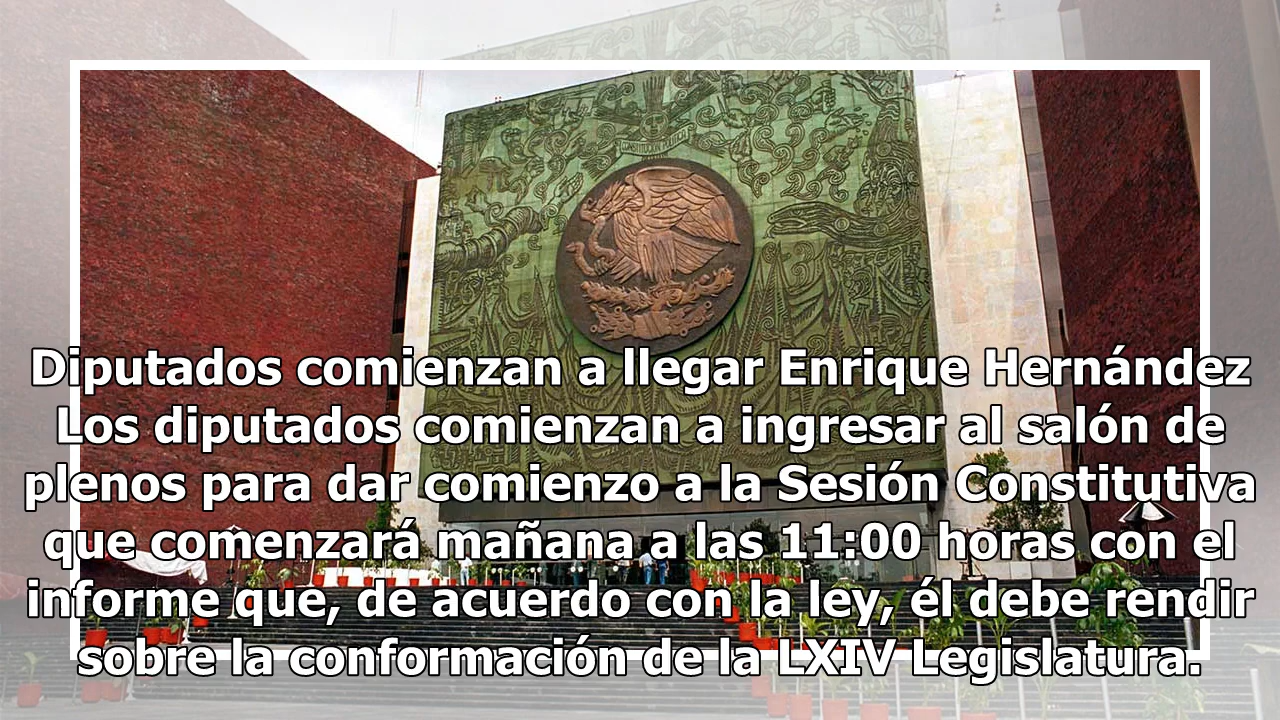 Diputados comienzan a llegar Enrique Hernández
Los diputados comienzan a ingresar al salón de
plenos para dar comienzo a la Sesión Constitutiva
que comenzará mañana a las 11:00 horas con el
informe que, de acuerdo con la ley, él debe rendir
sobre la conformación de la LXIV Legislatura.